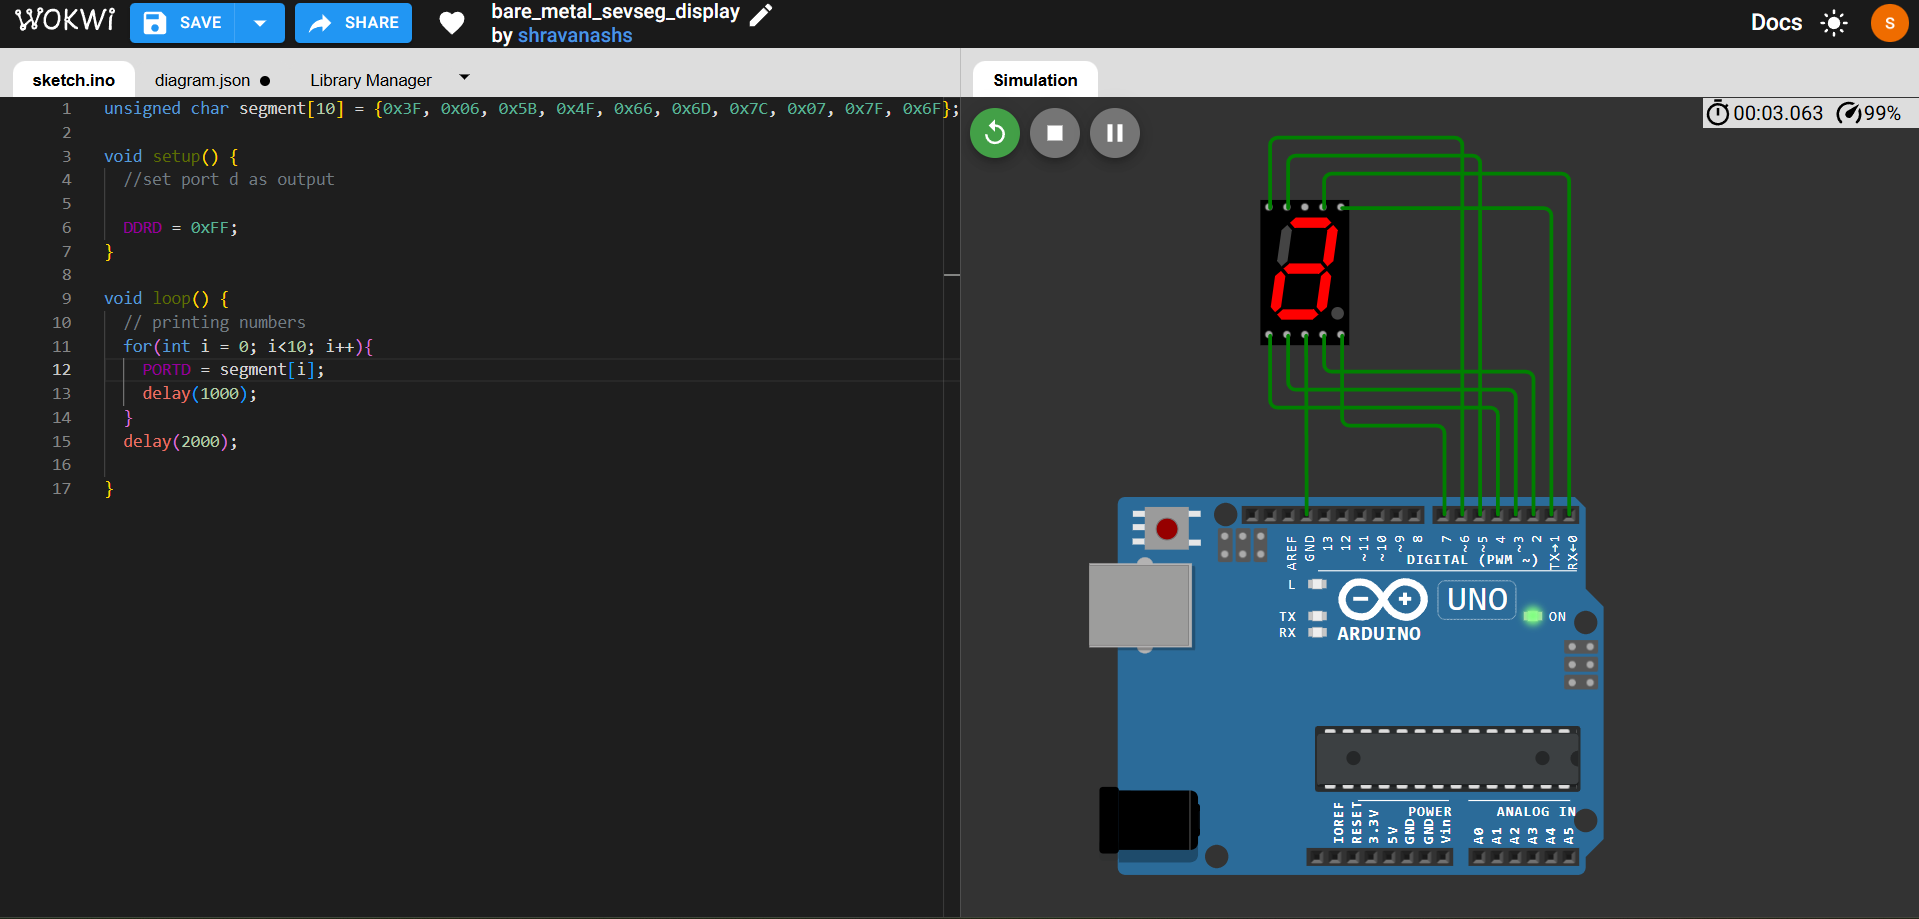 WOKWi SAVE SHARE bare_metal_sevseg_display Docs S
by shravanashs
sketch.ino diagram.json ● Library Manager Simulation
00:03.063 99%
1 unsigned char segment[10] = {0x3F, 0x06, 0x5B, 0x4F, 0x66, 0x6D, 0x7C, 0x07, 0x7F, 0x6F};
2
3 void setup() {
4 //set port d as output
5
6 DDRD = 0xFF;
7 }
8
9 void loop() {
10 // printing numbers
11 for(int i = 0; i<10; i++){
12 PORTD = segment[i];
13 delay(1000);
14 }
15 delay(2000);
16
17 }
AREF GND 13 12 ~11 ~10 ~9 8 7 ~6 ~5 4 ~3 2 TX→1 RX←0
DIGITAL (PWM ~)
L
UNO
TX ON
RX ARDUINO
POWER ANALOG IN
IOREF RESET 3.3V 5V GND GND Vin A0 A1 A2 A3 A4 A5